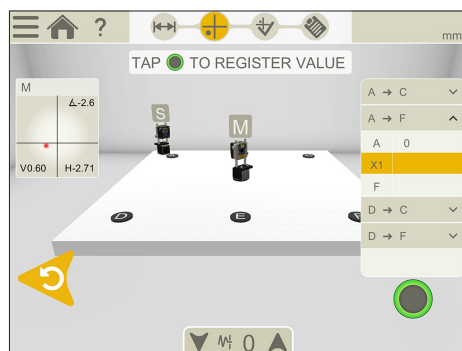 ?
mm
TAP TO REGISTER VALUE
M
∠-2.6
V0.60 H-2.71
S
M
D
E
A → C
A → F
A 0
X1
F
D → C
D → F
0